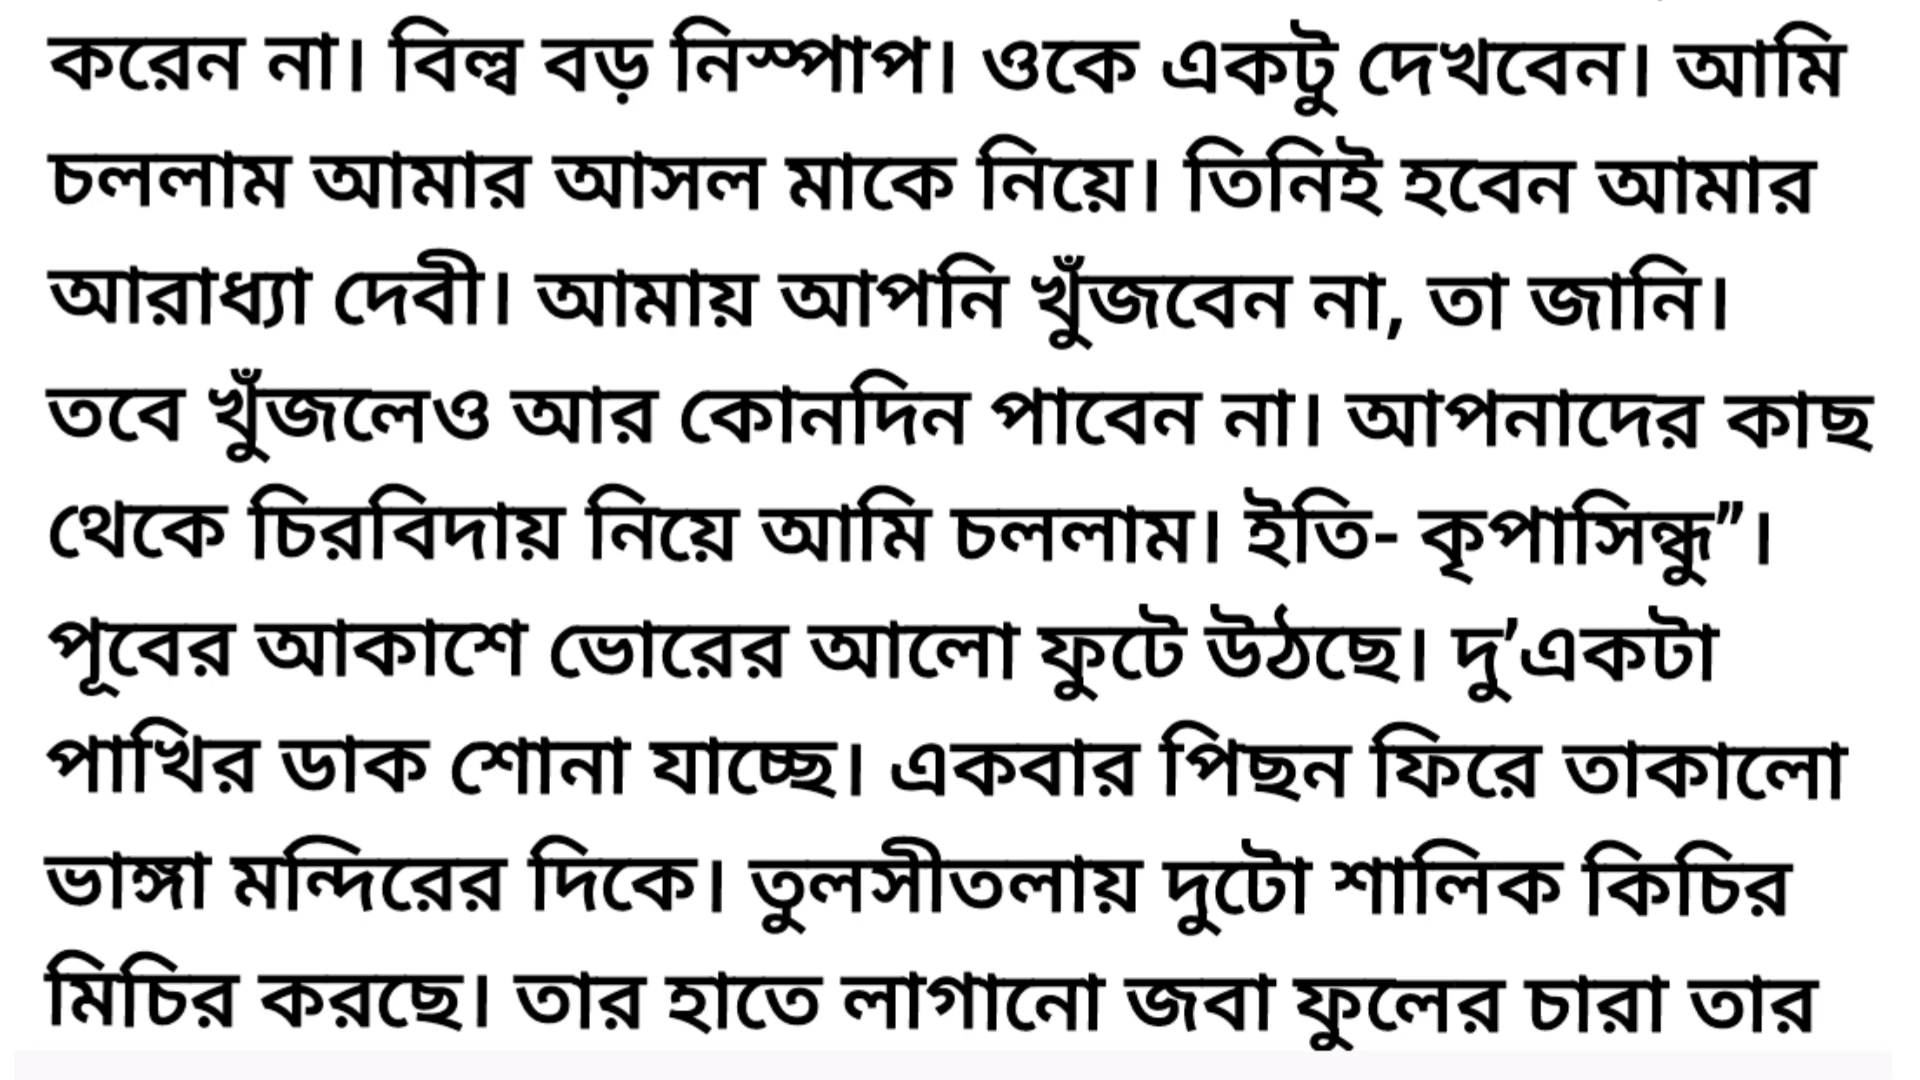 করেন না। বিল্ব বড় নিস্পাপ। ওকে একটু দেখবেন। আমি
চললাম আমার আসল মাকে নিয়ে। তিনিই হবেন আমার
আরাধ্যা দেবী। আমায় আপনি খুঁজবেন না, তা জানি।
তবে খুঁজলেও আর কোনদিন পাবেন না। আপনাদের কাছ
থেকে চিরবিদায় নিয়ে আমি চললাম। ইতি- কৃপাসিন্ধু”।
পূবের আকাশে ভোরের আলো ফুটে উঠছে। দু’একটা
পাখির ডাক শোনা যাচ্ছে। একবার পিছন ফিরে তাকালো
ভাঙ্গা মন্দিরের দিকে। তুলসীতলায় দুটো শালিক কিচির
মিচির করছে। তার হাতে লাগানো জবা ফুলের চারা তার